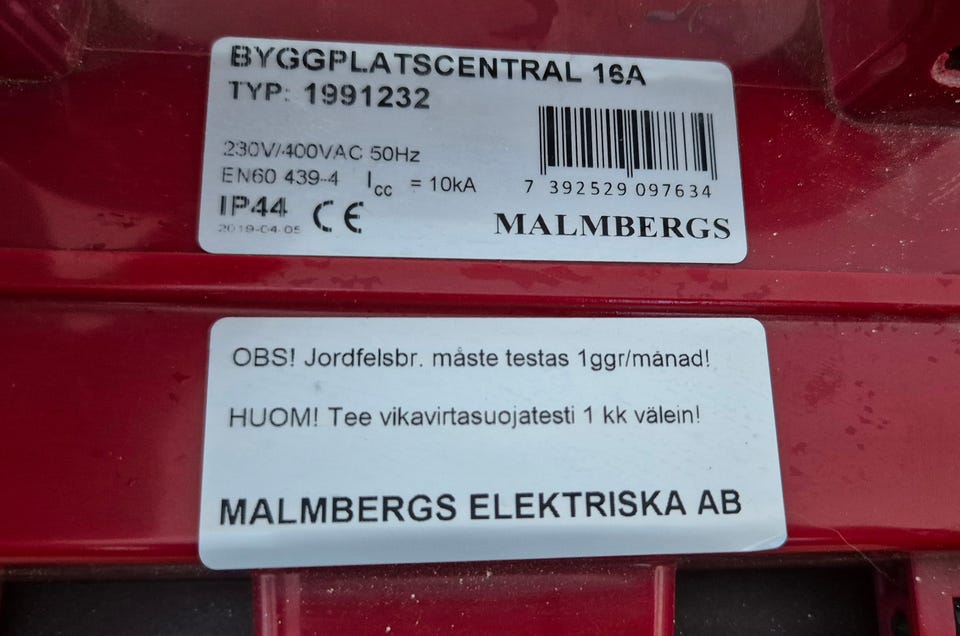 BYGGPLATSCENTRAL 16A
TYP: 1991232
230V/400VAC 50Hz
EN60 439-4 Icc = 10kA
IP44 CE
2019-04-05
7 392529 097634
MALMBERGS
OBS! Jordfelsbr. måste testas 1ggr/månad!
HUOM! Tee vikavirtasuojatesti 1 kk välein!
MALMBERGS ELEKTRISKA AB